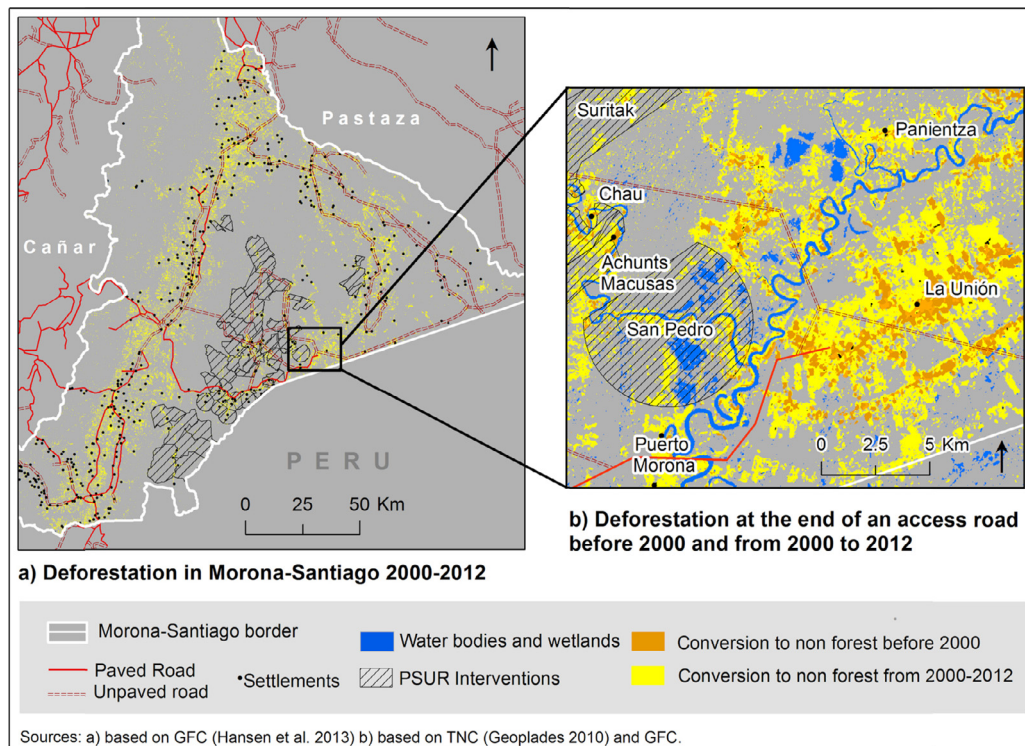 Pastaza
Cañar
PERU
0 25 50 Km
a) Deforestation in Morona-Santiago 2000-2012
Suritak
Panientza
Chau
Achunts
Macusas
La Unión
San Pedro
Puerto
Morona
0 2.5 5 Km
b) Deforestation at the end of an access road
before 2000 and from 2000 to 2012
Morona-Santiago border
Water bodies and wetlands
Conversion to non forest before 2000
Paved Road
Unpaved road
Settlements
PSUR Interventions
Conversion to non forest from 2000-2012
Sources: a) based on GFC (Hansen et al. 2013) b) based on TNC (Geoplades 2010) and GFC.